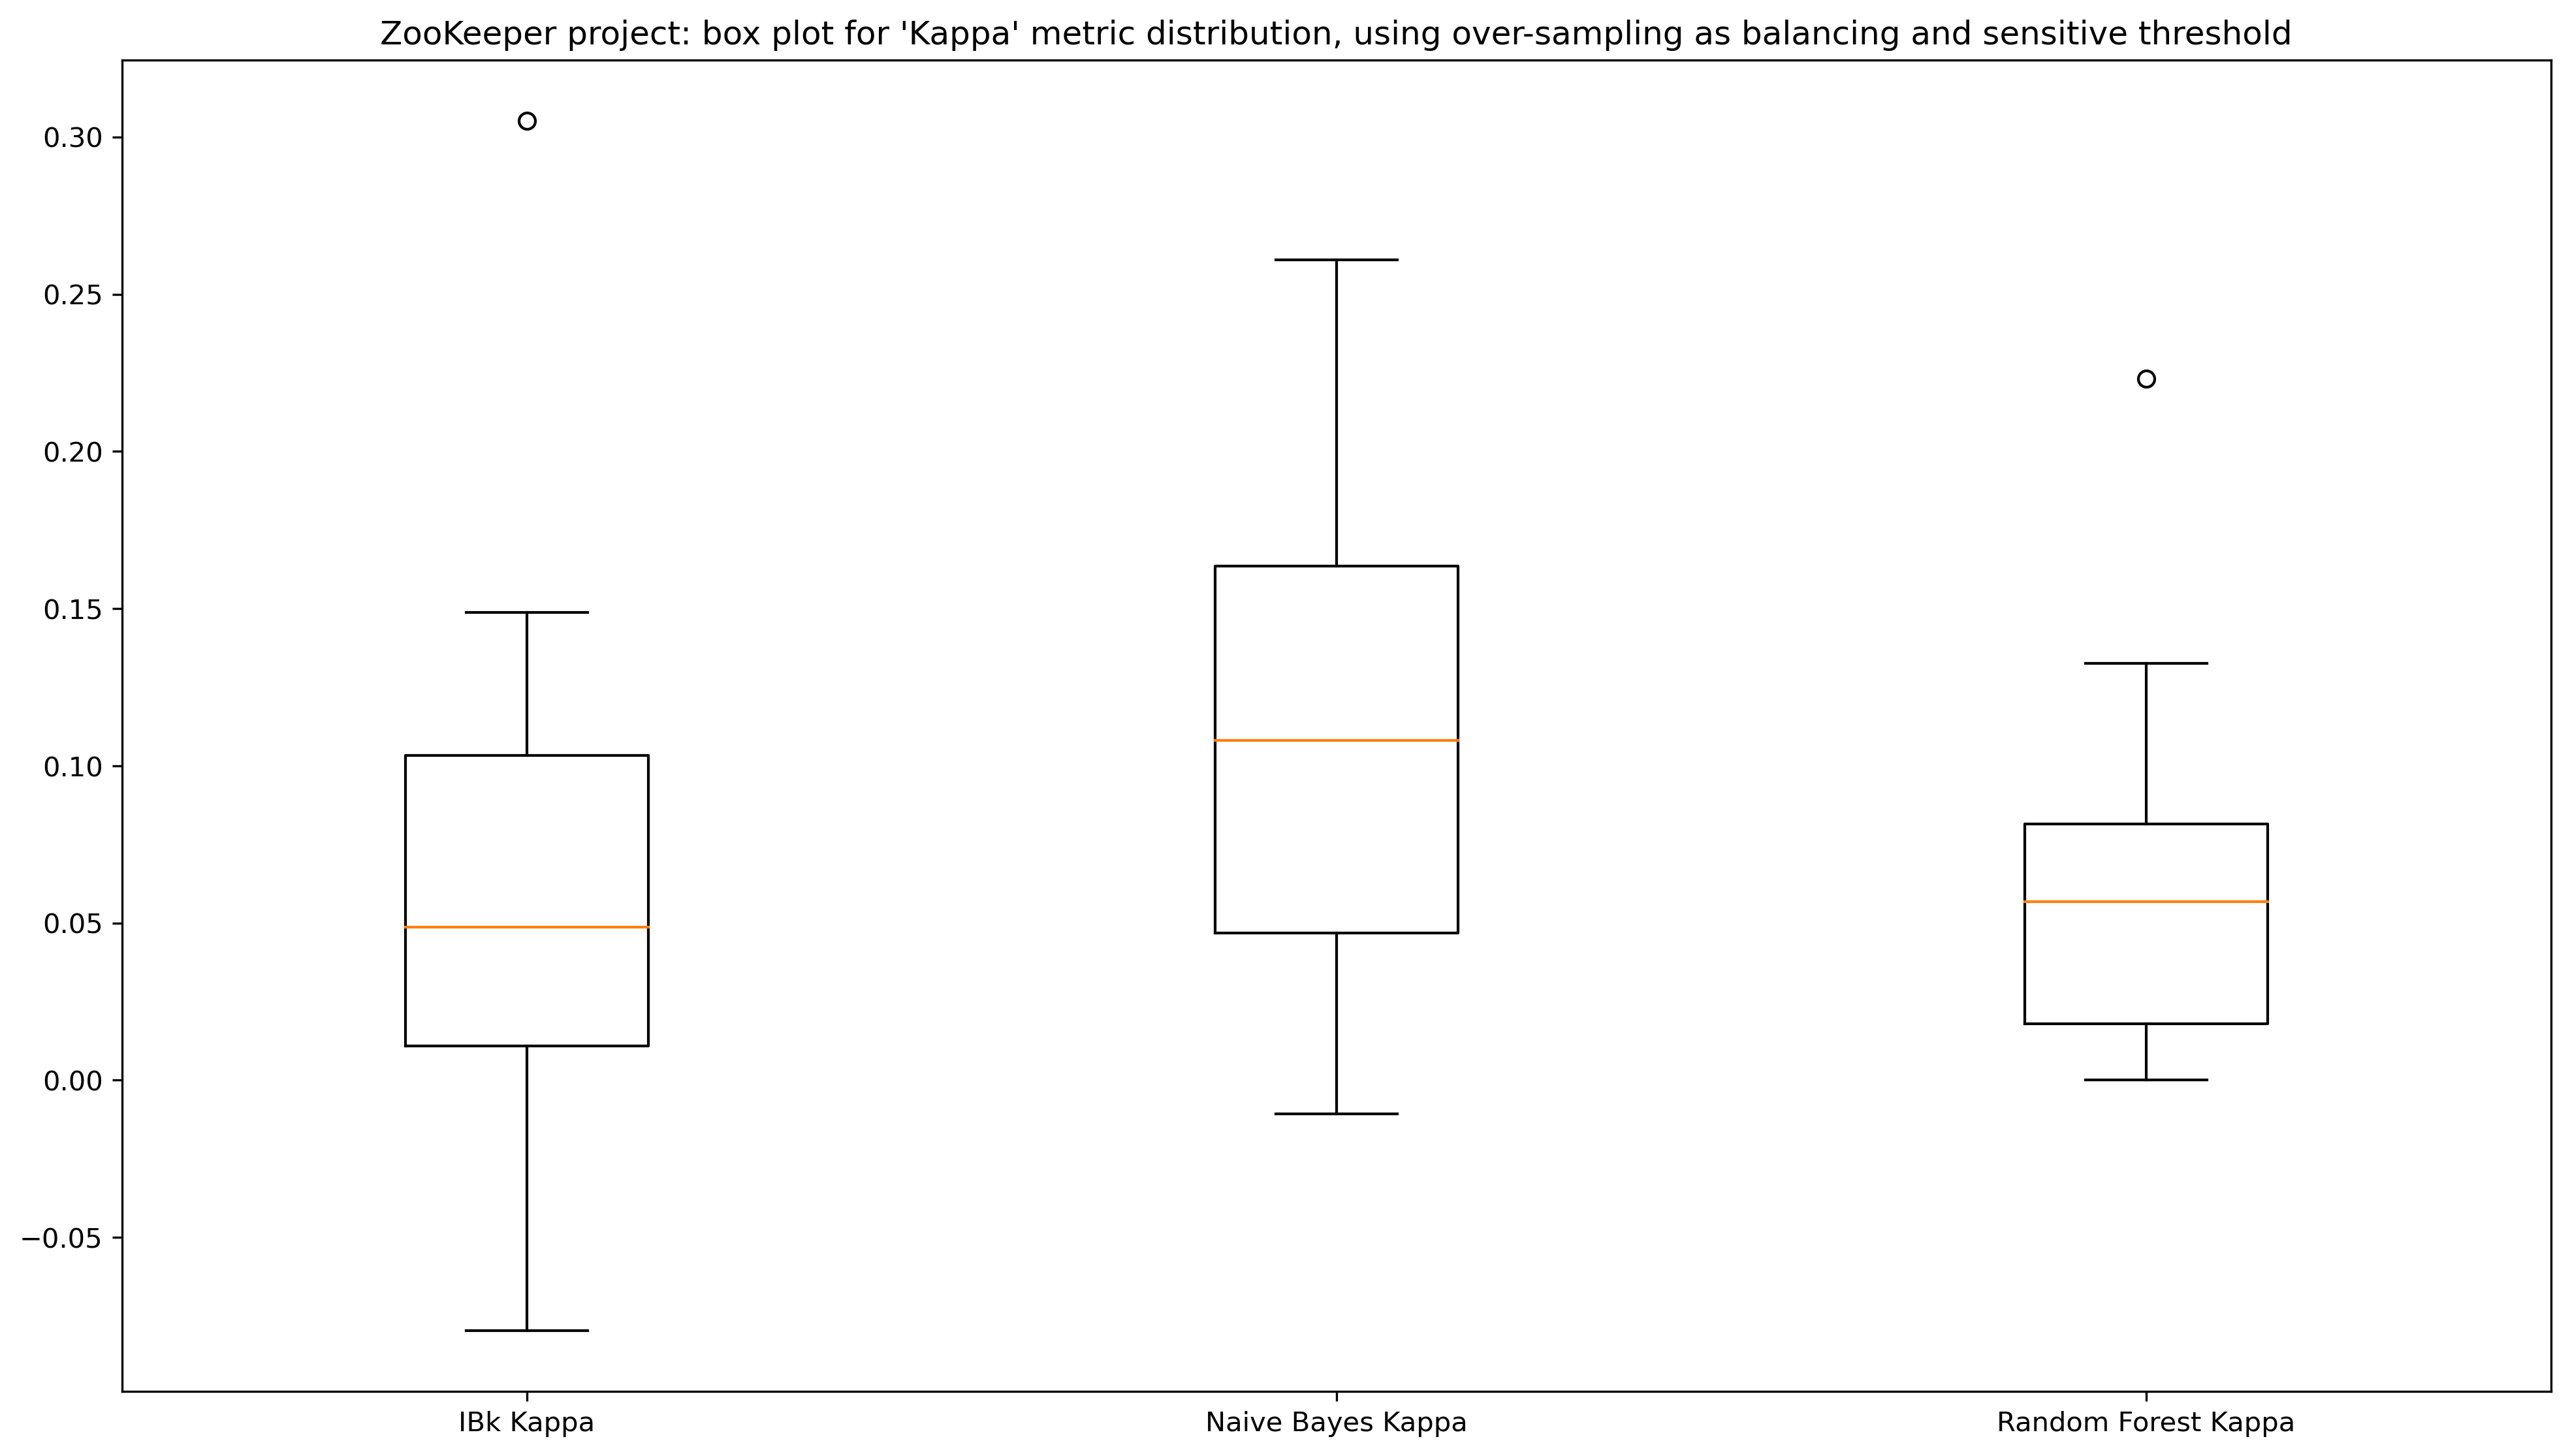 ZooKeeper project: box plot for 'Kappa' metric distribution, using over-sampling as balancing and sensitive threshold
0.30
0.25
0.20
0.15
0.10
0.05
0.00
−0.05
IBk Kappa
Naive Bayes Kappa
Random Forest Kappa